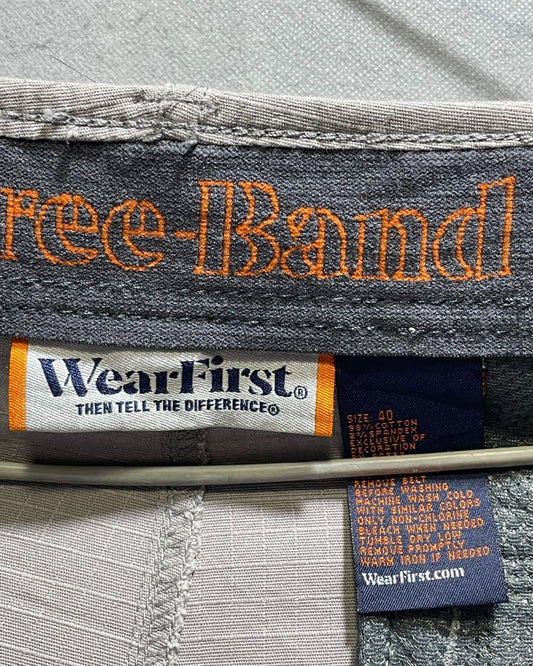 ree-Band
WearFirst®
THEN TELL THE DIFFERENCE®
SIZE: 40
98% COTTON
2% SPANDEX
EXCLUSIVE OF
DECORATION
REMOVE BELT
BEFORE WASHING
MACHINE WASH COLD
WITH SIMILAR COLORS
ONLY NON-CHLORINE
BLEACH WHEN NEEDED
TUMBLE DRY LOW
REMOVE PROMPTLY
WARM IRON IF NEEDED
WearFirst.com